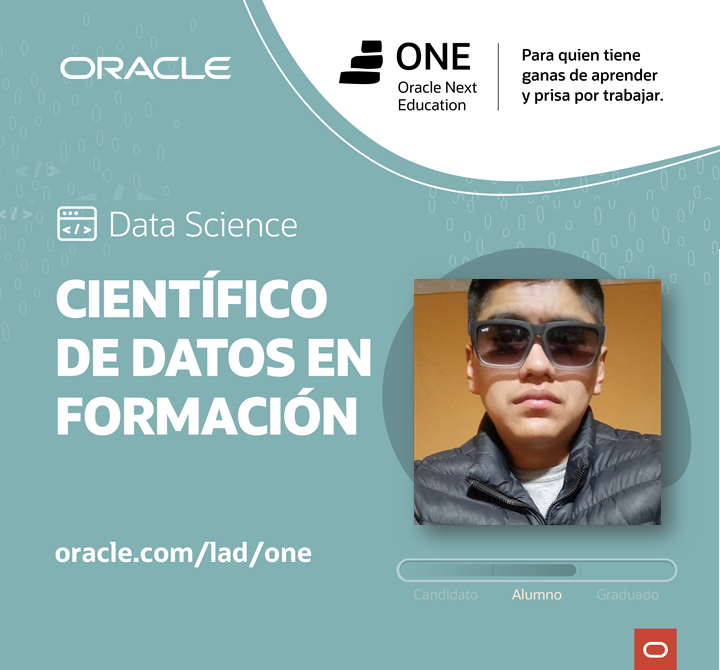 ORACLE
ONE
Oracle Next
Education
Para quien tiene
ganas de aprender
y prisa por trabajar.
</>
</> Data Science
CIENTÍFICO
DE DATOS EN
FORMACIÓN
oracle.com/lad/one
Candidato Alumno Graduado